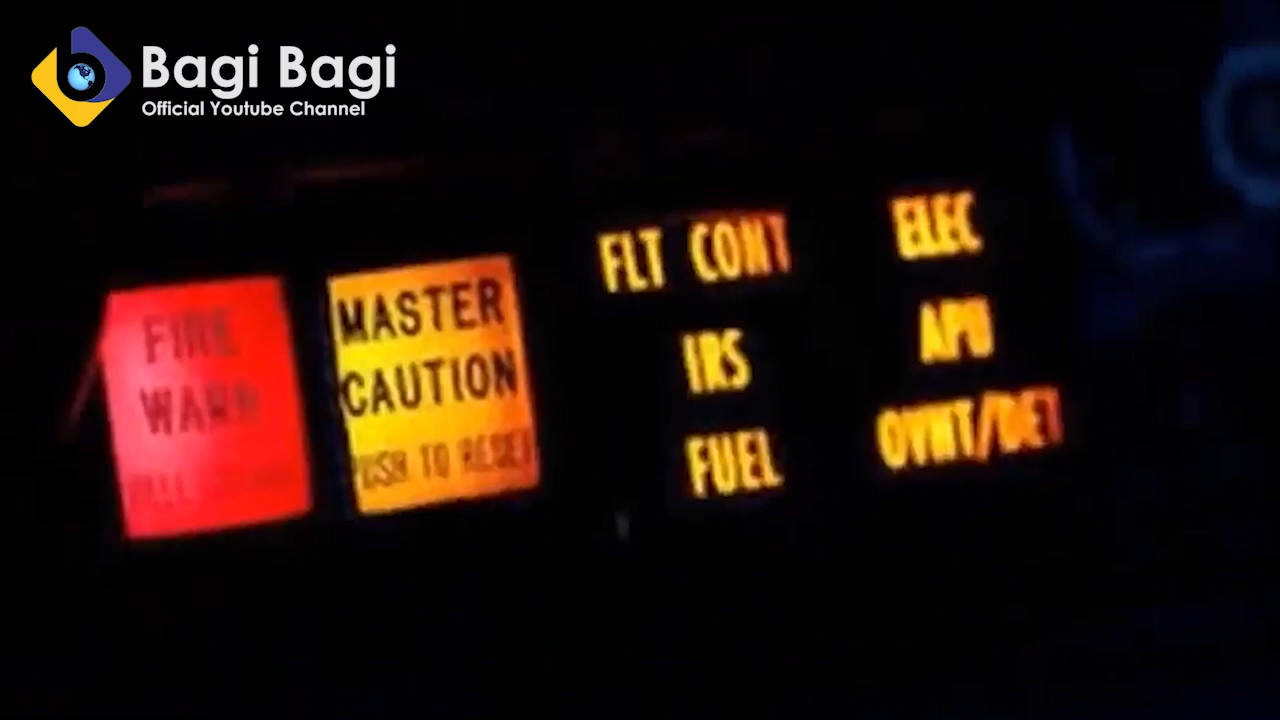 Bagi Bagi
Official Youtube Channel
FIRE
WARN
MASTER
CAUTION
PUSH TO RESET
FLT CONT
IRS
FUEL
ELEC
APU
OVHT/DET